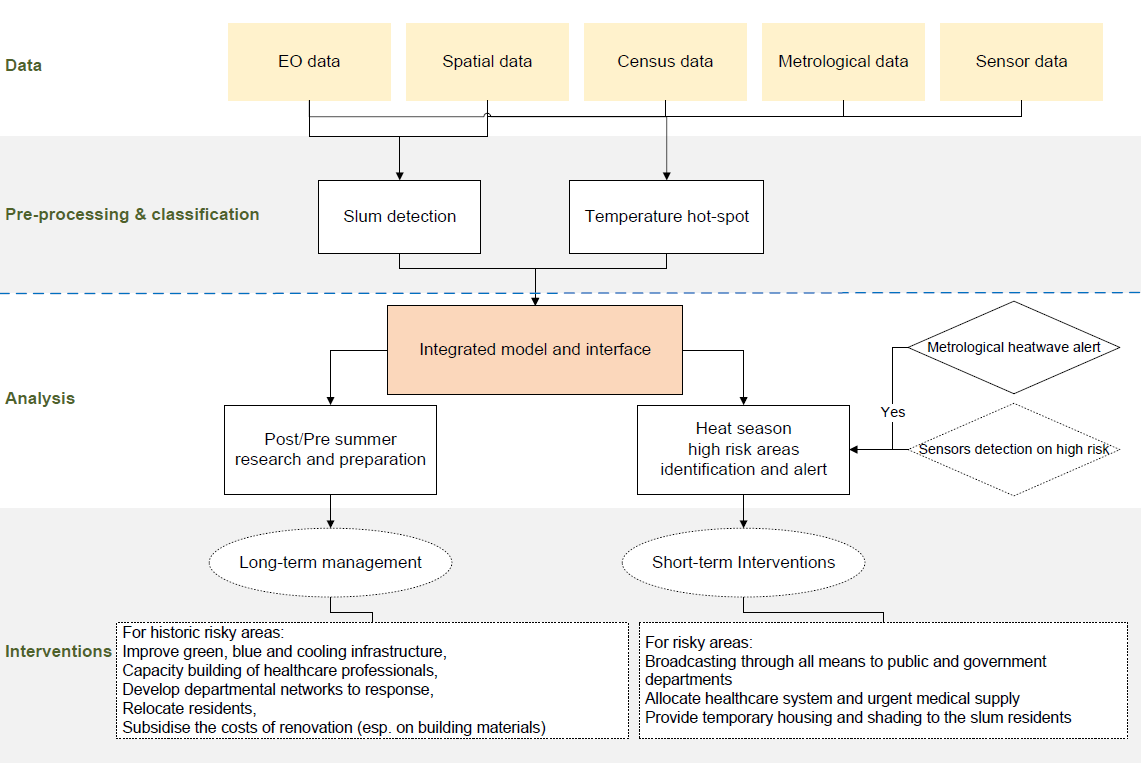 Data
EO data
Spatial data
Census data
Metrological data
Sensor data
Pre-processing & classification
Slum detection
Temperature hot-spot
Analysis
Integrated model and interface
Metrological heatwave alert
Yes
Sensors detection on high risk
Post/Pre summer
research and preparation
Heat season
high risk areas
identification and alert
Interventions
Long-term management
Short-term Interventions
For historic risky areas:
Improve green, blue and cooling infrastructure,
Capacity building of healthcare professionals,
Develop departmental networks to response,
Relocate residents,
Subsidise the costs of renovation (esp. on building materials)
For risky areas:
Broadcasting through all means to public and government
departments
Allocate healthcare system and urgent medical supply
Provide temporary housing and shading to the slum residents